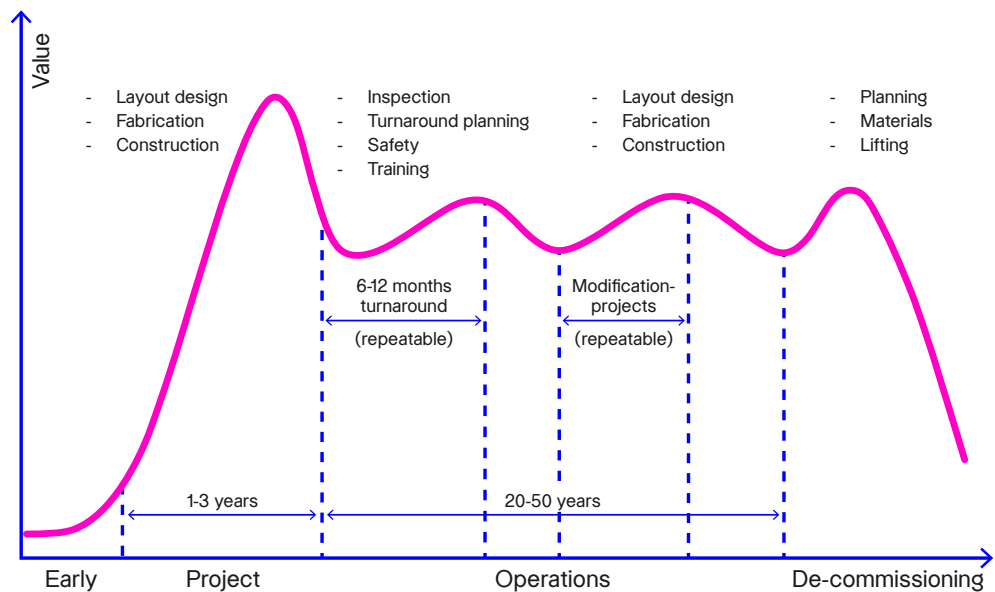 Value
- Layout design
- Fabrication
- Construction
- Inspection
- Turnaround planning
- Safety
- Training
- Layout design
- Fabrication
- Construction
- Planning
- Materials
- Lifting
6-12 months
turnaround
(repeatable)
Modification-
projects
(repeatable)
1-3 years
20-50 years
Early
Project
Operations
De-commissioning